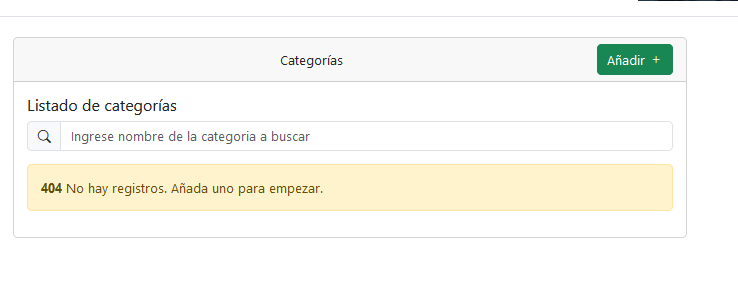 Categorías
Añadir +
Listado de categorías
Ingrese nombre de la categoria a buscar
404 No hay registros. Añada uno para empezar.